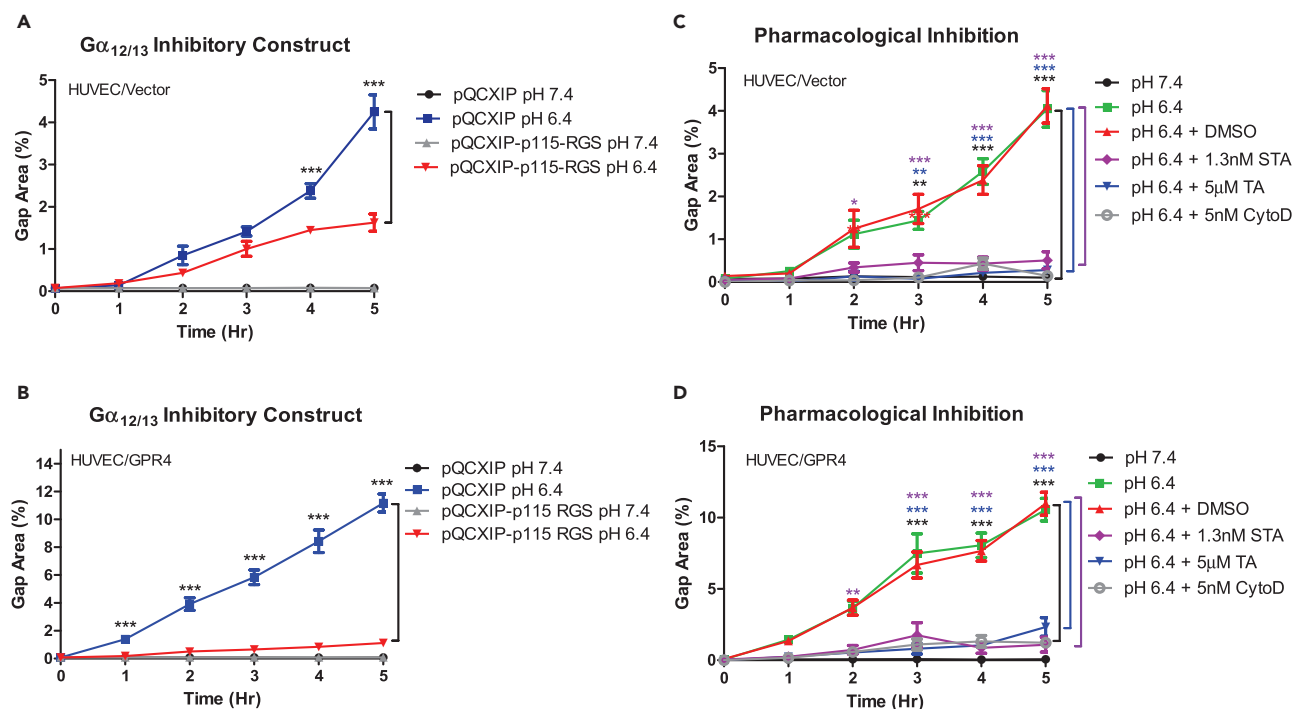 A
Gα12/13 Inhibitory Construct
HUVEC/Vector
***
***
5
4
3
2
1
0
Gap Area (%)
0 1 2 3 4 5
Time (Hr)
pQCXIP pH 7.4
pQCXIP pH 6.4
pQCXIP-p115-RGS pH 7.4
pQCXIP-p115-RGS pH 6.4
C
Pharmacological Inhibition
HUVEC/Vector
***
***
***
***
***
***
***
**
**
*
***
5
4
3
2
1
0
Gap Area (%)
0 1 2 3 4 5
Time (Hr)
pH 7.4
pH 6.4
pH 6.4 + DMSO
pH 6.4 + 1.3nM STA
pH 6.4 + 5μM TA
pH 6.4 + 5nM CytoD
B
Gα12/13 Inhibitory Construct
HUVEC/GPR4
***
***
***
***
***
14
12
10
8
6
4
2
0
Gap Area (%)
0 1 2 3 4 5
Time (Hr)
pQCXIP pH 7.4
pQCXIP pH 6.4
pQCXIP-p115 RGS pH 7.4
pQCXIP-p115 RGS pH 6.4
D
Pharmacological Inhibition
HUVEC/GPR4
***
***
***
***
***
***
***
***
***
**
15
10
5
0
Gap Area (%)
0 1 2 3 4 5
Time (Hr)
pH 7.4
pH 6.4
pH 6.4 + DMSO
pH 6.4 + 1.3nM STA
pH 6.4 + 5μM TA
pH 6.4 + 5nM CytoD